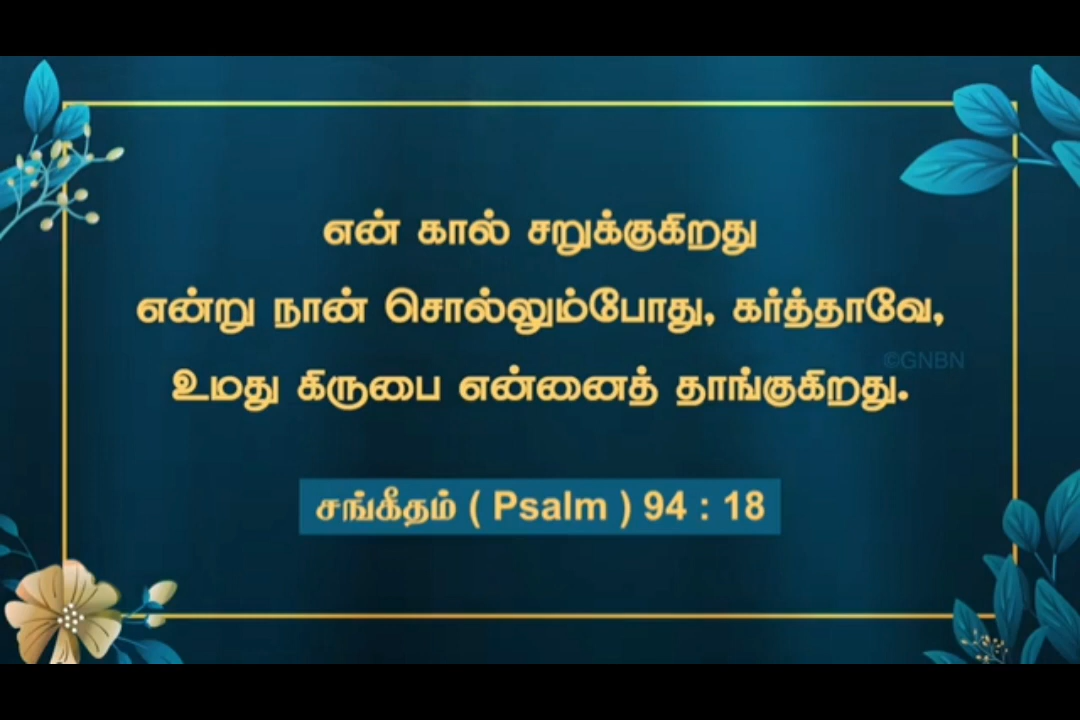 என் கால் சறுக்குகிறது
என்று நான் சொல்லும்போது, கர்த்தாவே,
©GNBN
உமது கிருபை என்னைத் தாங்குகிறது.
சங்கீதம் ( Psalm ) 94 : 18